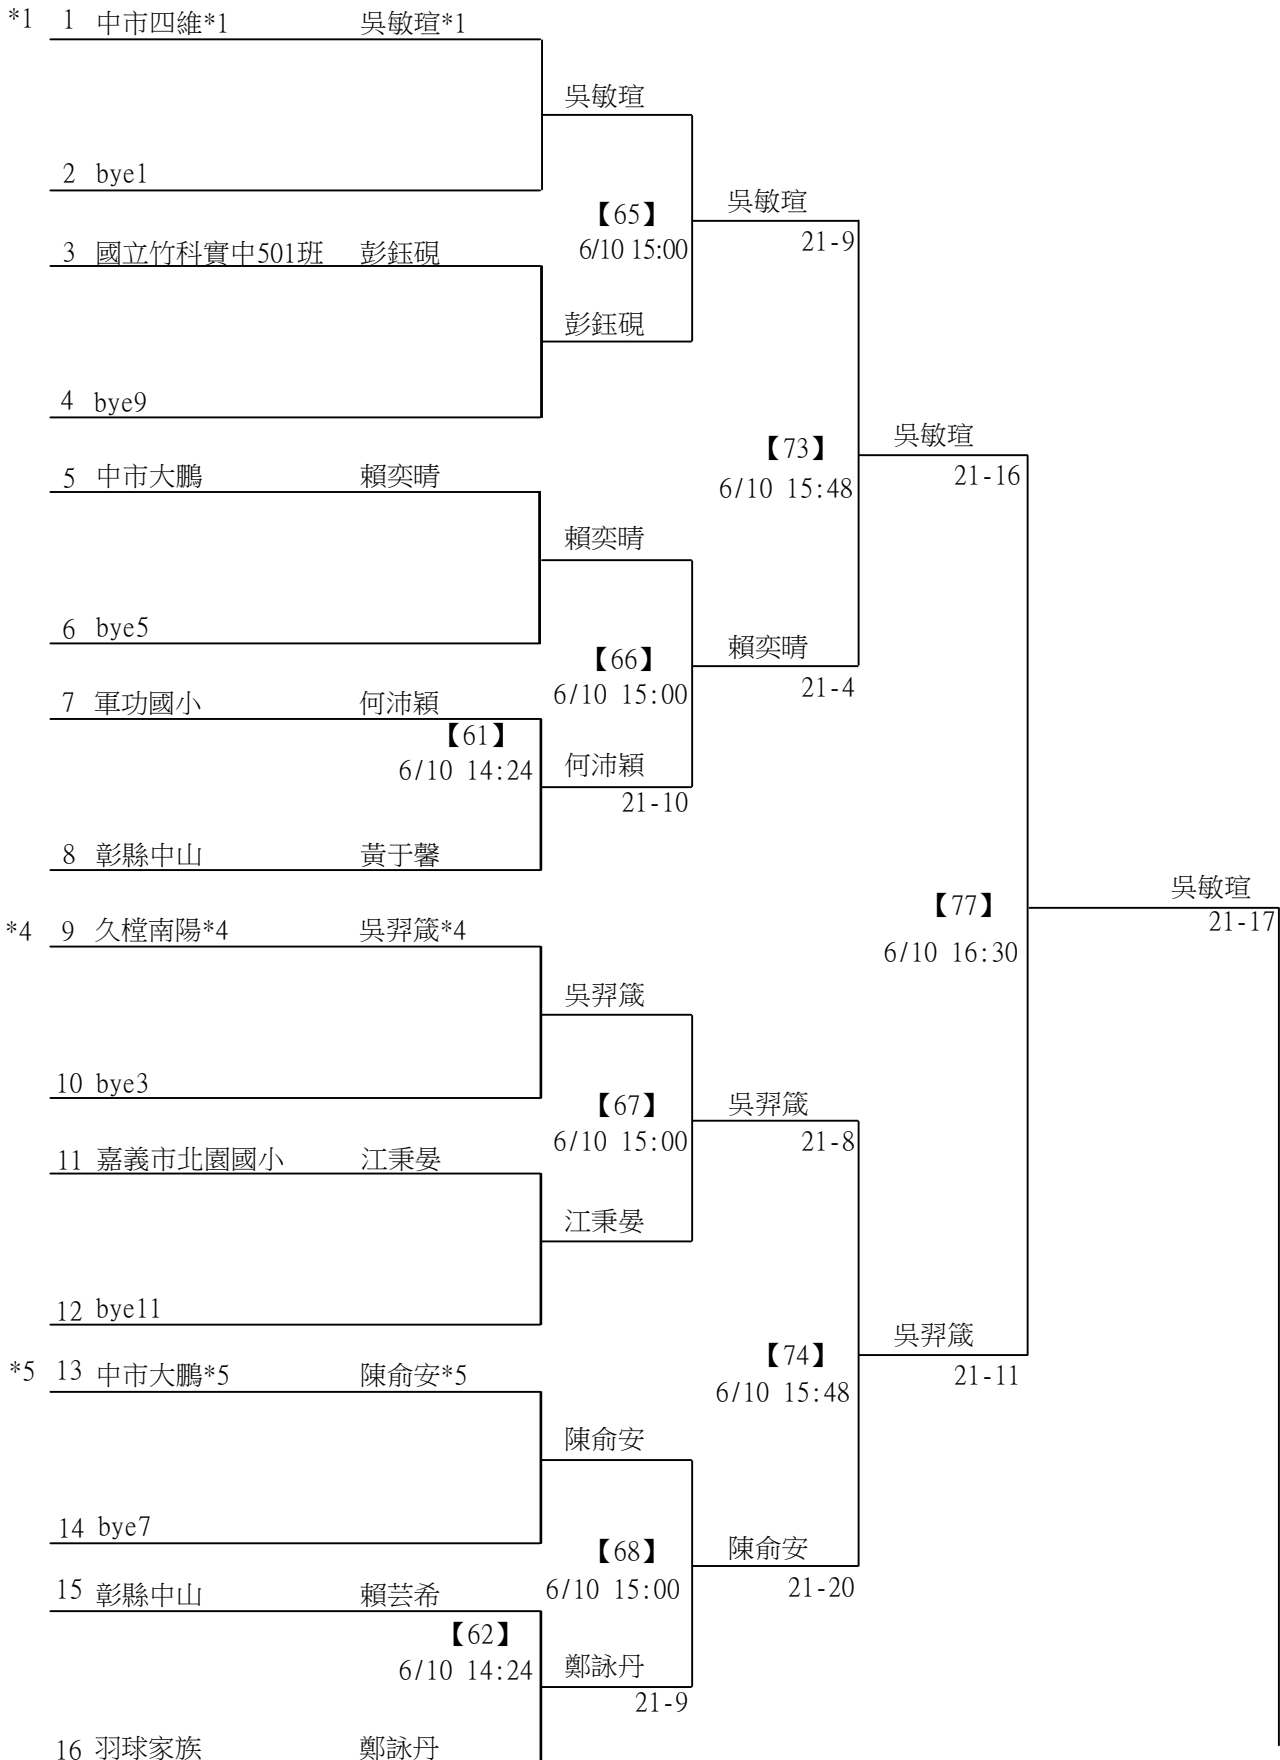 *1 1 中市四維*1 吳敏瑄*1
吳敏瑄
2 bye1
【65】
6/10 15:00
吳敏瑄
21-9
3 國立竹科實中501班 彭鈺硯
彭鈺硯
4 bye9
【73】
6/10 15:48
吳敏瑄
21-16
5 中市大鵬 賴奕晴
賴奕晴
6 bye5
【66】
6/10 15:00
賴奕晴
21-4
7 軍功國小 何沛穎
【61】
6/10 14:24
何沛穎
21-10
8 彰縣中山 黃于馨
【77】
6/10 16:30
吳敏瑄
21-17
*4 9 久樘南陽*4 吳羿箴*4
吳羿箴
10 bye3
【67】
6/10 15:00
吳羿箴
21-8
11 嘉義市北園國小 江秉晏
江秉晏
12 bye11
【74】
6/10 15:48
吳羿箴
21-11
*5 13 中市大鵬*5 陳俞安*5
陳俞安
14 bye7
【68】
6/10 15:00
陳俞安
21-20
15 彰縣中山 賴芸希
【62】
6/10 14:24
鄭詠丹
21-9
16 羽球家族 鄭詠丹